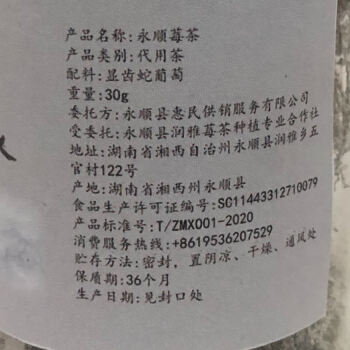 产品名称:永顺莓茶
产品类别:代用茶
配料:显齿蛇葡萄
重量:30g
委托方:永顺县惠民供销服务有限公司
受委托:永顺县润雅莓茶种植专业合作社
地址:湖南省湘西自治州永顺县润雅乡五
官村122号
产地:湖南省湘西州永顺县
食品生产许可证编号:SC11443312710079
产品标准号:T/ZMX001-2020
消费服务热线:+8619536207529
贮存方法:密封,置阴凉、干燥、通风处
保质期:36个月
生产日期:见封口处